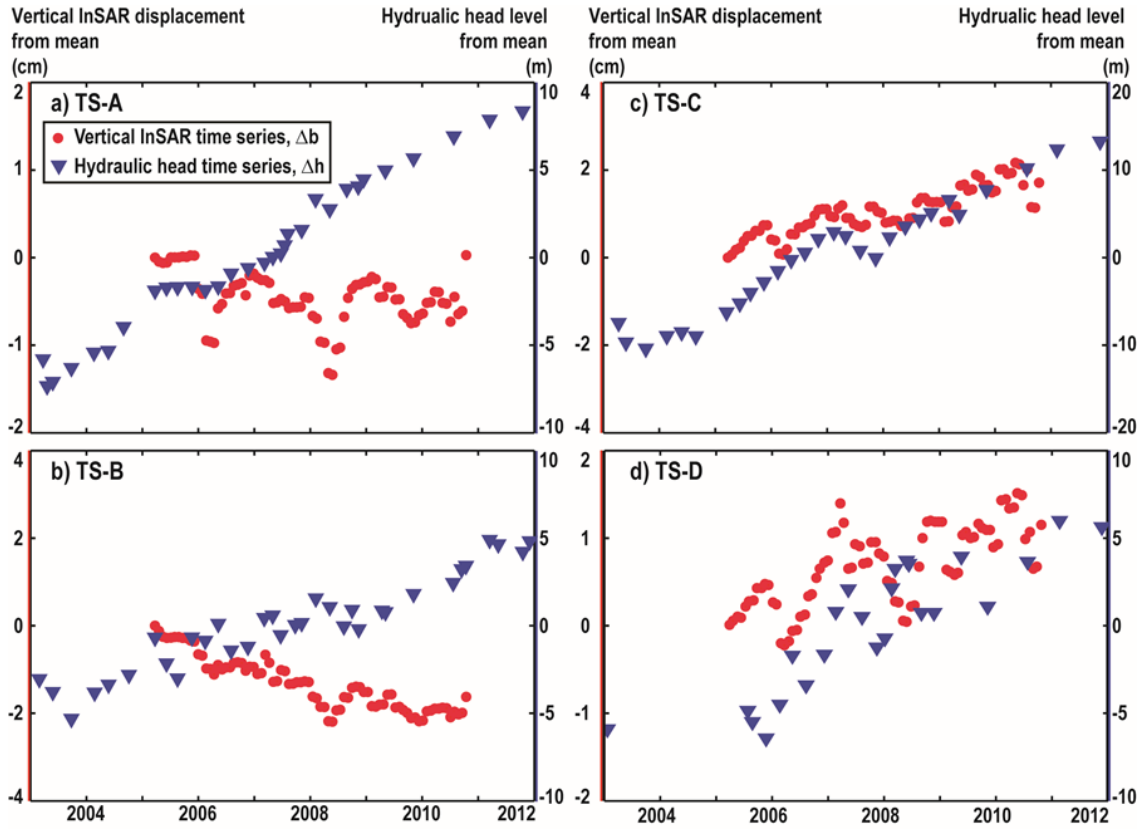 Vertical InSAR displacement
from mean
(cm)
Hydrualic head level
from mean
(m)
Vertical InSAR displacement
from mean
(cm)
Hydrualic head level
from mean
(m)
a) TS-A
Vertical InSAR time series, Δb
Hydraulic head time series, Δh
2
1
0
-1
-2
10
5
0
-5
-10
c) TS-C
4
2
0
-2
-4
20
10
0
-10
-20
b) TS-B
4
2
0
-2
-4
10
5
0
-5
-10
2004 2006 2008 2010 2012
d) TS-D
2
1
0
-1
-2
10
5
0
-5
-10
2004 2006 2008 2010 2012